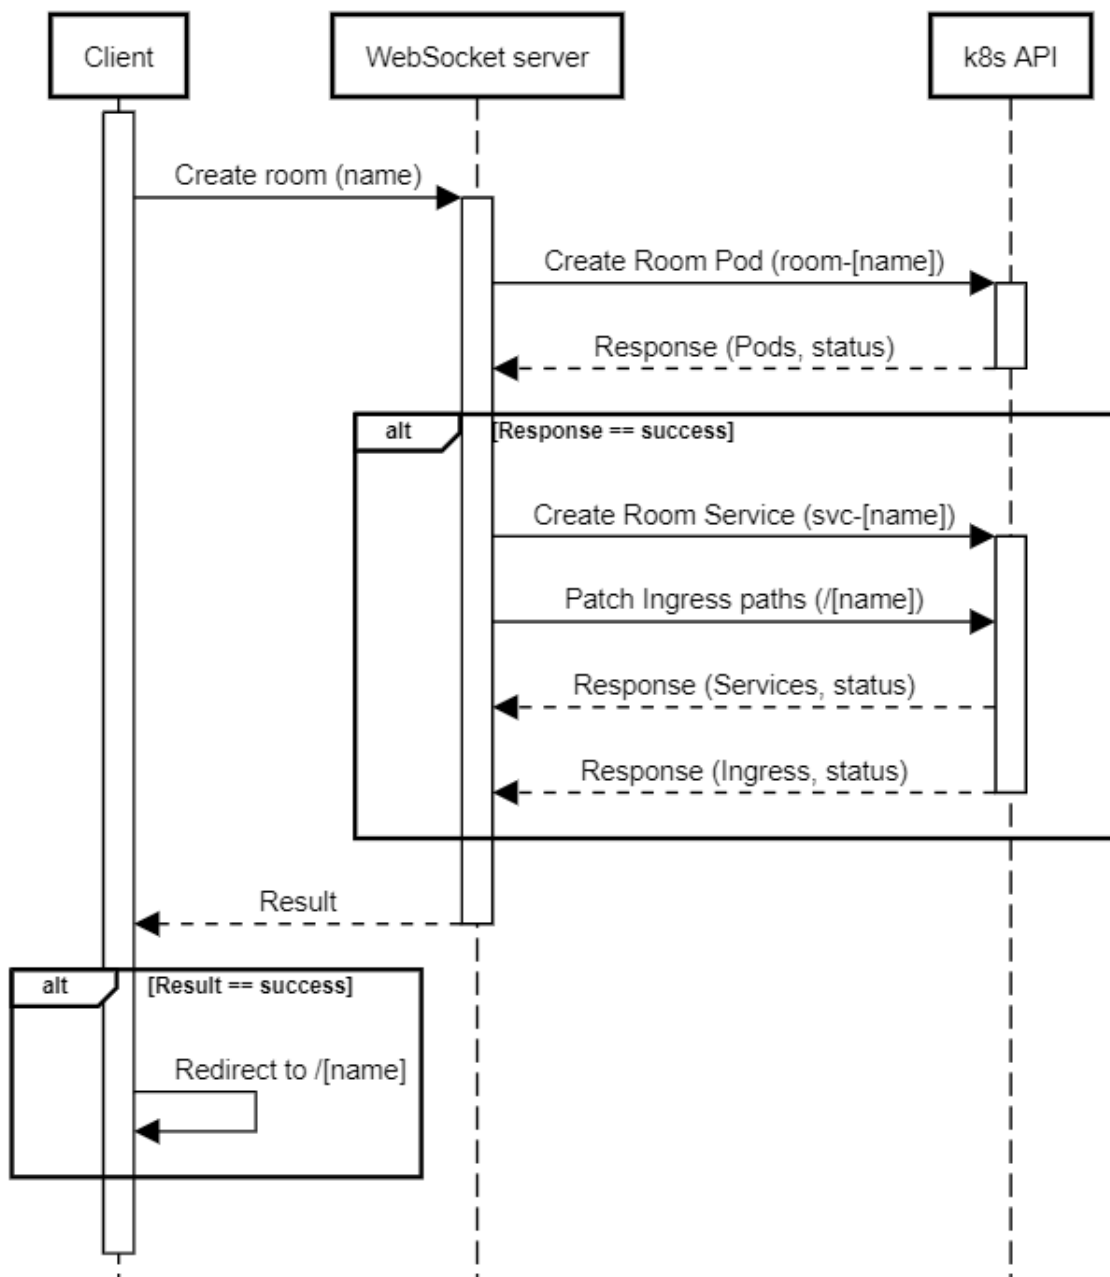 Client
WebSocket server
k8s API
Create room (name)
Create Room Pod (room-[name])
Response (Pods, status)
alt
[Response == success]
Create Room Service (svc-[name])
Patch Ingress paths (/[name])
Response (Services, status)
Response (Ingress, status)
Result
alt
[Result == success]
Redirect to /[name]